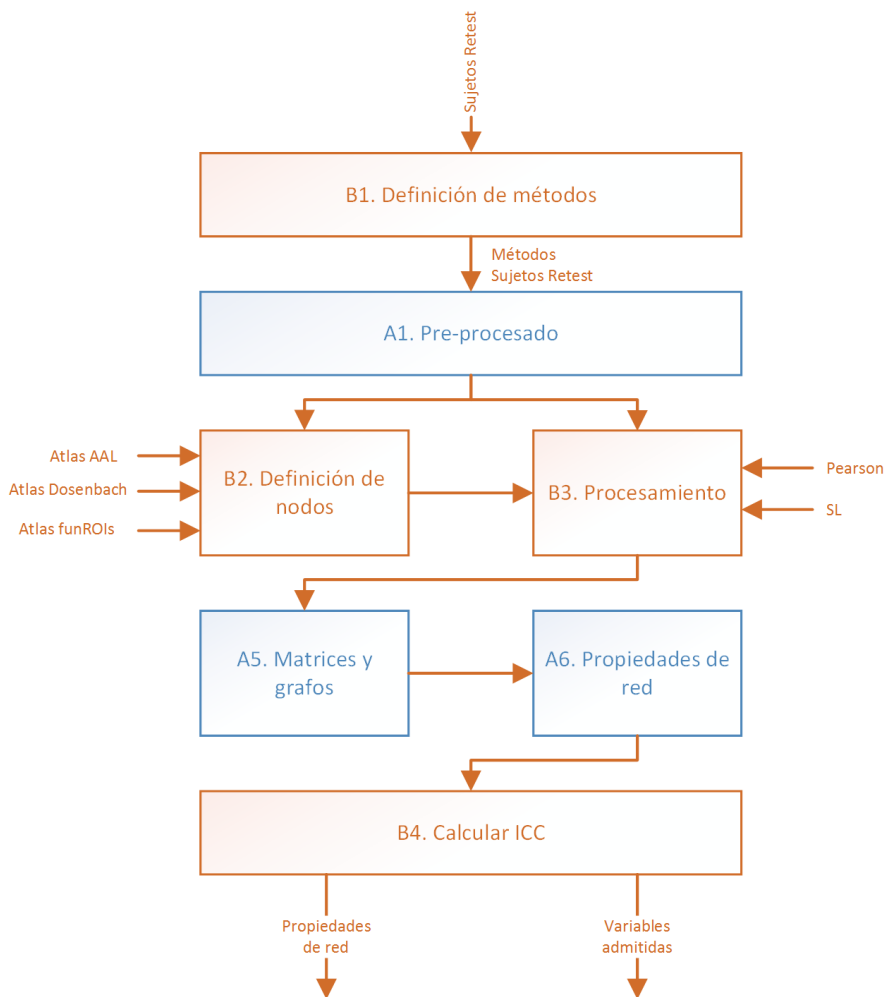 Sujetos Retest
B1. Definición de métodos
Métodos
Sujetos Retest
A1. Pre-procesado
Atlas AAL
Atlas Dosenbach
Atlas funROIs
B2. Definición de
nodos
B3. Procesamiento
Pearson
SL
A5. Matrices y
grafos
A6. Propiedades de
red
B4. Calcular ICC
Propiedades
de red
Variables
admitidas